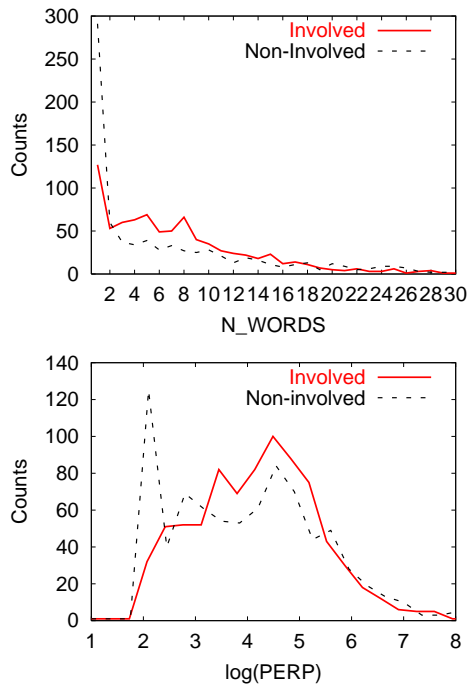 300
250
200
150
100
50
0
Counts
Involved
Non-Involved
2 4 6 8 10 12 14 16 18 20 22 24 26 28 30
N_WORDS
140
120
100
80
60
40
20
0
Counts
Involved
Non-involved
1 2 3 4 5 6 7 8
log(PERP)